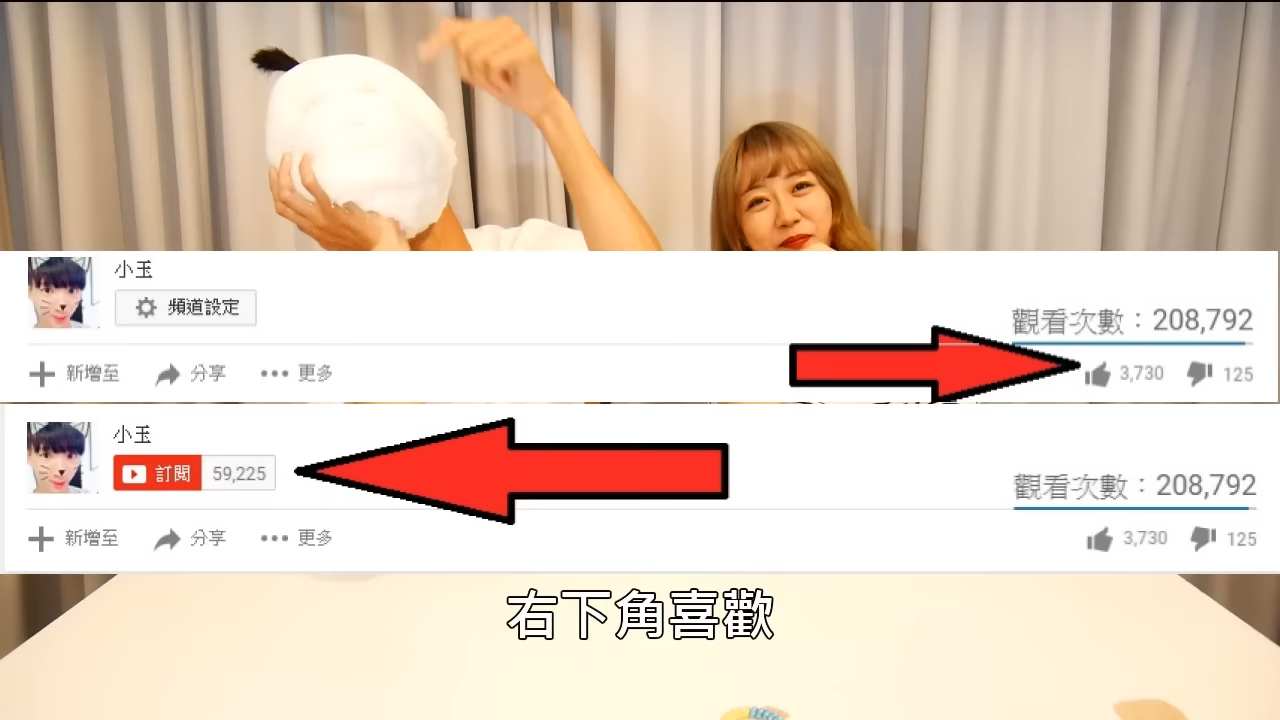 小玉
頻道設定
觀看次數：208,792
新增至 分享 更多 3,730 125
小玉
訂閱 59,225
觀看次數：208,792
新增至 分享 更多 3,730 125
右下角喜歡